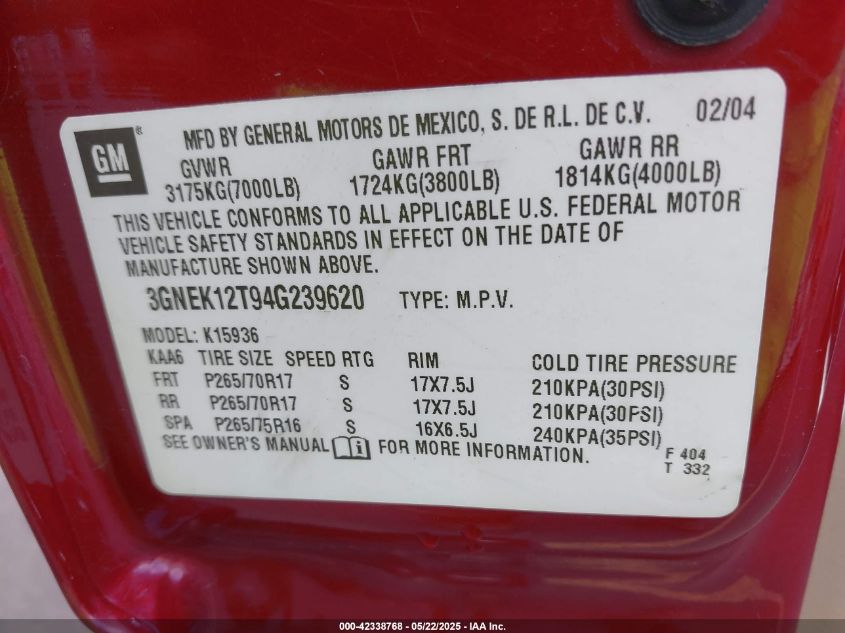 GM ® MFD BY GENERAL MOTORS DE MEXICO, S. DE R.L. DE C.V. 02/04
GVWR GAWR FRT GAWR RR
3175KG(7000LB) 1724KG(3800LB) 1814KG(4000LB)
THIS VEHICLE CONFORMS TO ALL APPLICABLE U.S. FEDERAL MOTOR
VEHICLE SAFETY STANDARDS IN EFFECT ON THE DATE OF
MANUFACTURE SHOWN ABOVE.
3GNEK12T94G239620 TYPE: M.P.V.
MODEL: K15936
KAA6 TIRE SIZE SPEED RTG RIM COLD TIRE PRESSURE
FRT P265/70R17 S 17X7.5J 210KPA(30PSI)
RR P265/70R17 S 17X7.5J 210KPA(30PSI)
SPA P265/75R16 S 16X6.5J 240KPA(35PSI)
SEE OWNER'S MANUAL i FOR MORE INFORMATION.
F 404
T 332
000-42338768 — 05/22/2025 - IAA Inc.